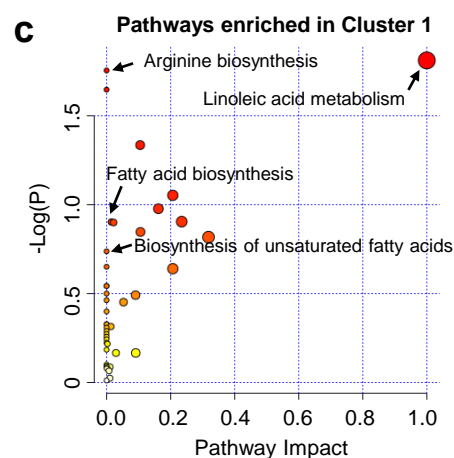 c
Pathways enriched in Cluster 1
Arginine biosynthesis
Linoleic acid metabolism
1.5
Fatty acid biosynthesis
1.0
-Log(P)
Biosynthesis of unsaturated fatty acids
0.5
0
0.0 0.2 0.4 0.6 0.8 1.0
Pathway Impact